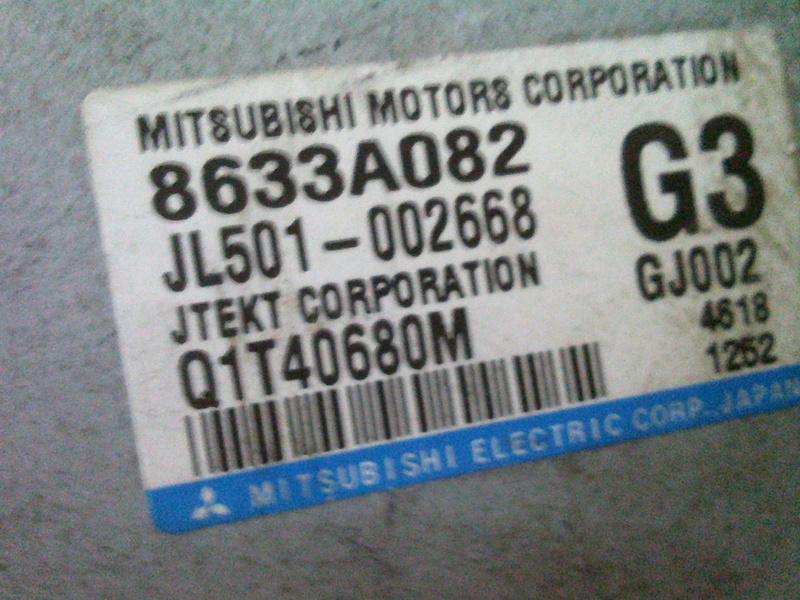 MITSUBISHI MOTORS CORPORATION
8633A082
G3
JL501-002668
JTEKT CORPORATION
GJ002
Q1T40680M
4618
1252
MITSUBISHI ELECTRIC CORP. JAPAN